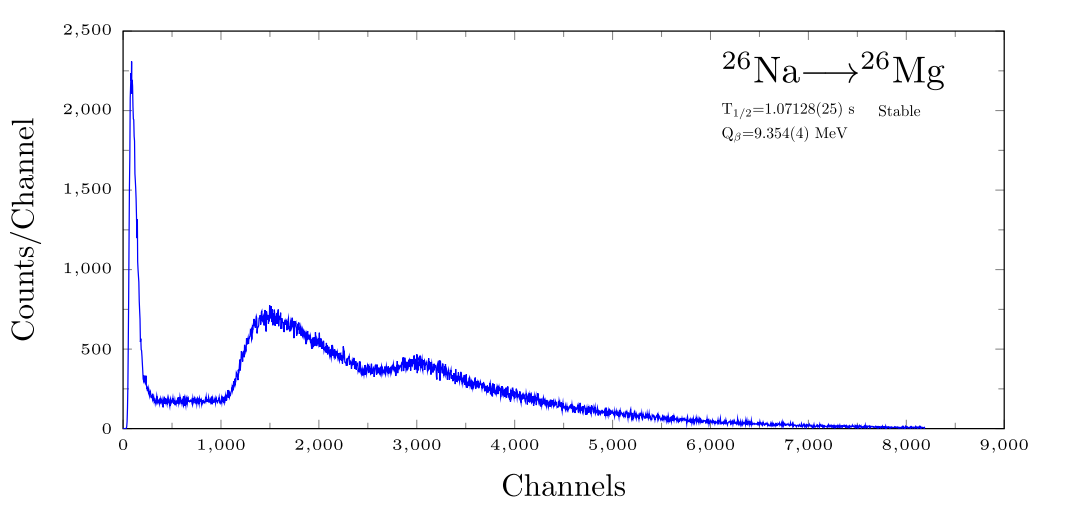 2,500
2,000
1,500
1,000
500
0
Counts/Channel
²⁶Na⟶²⁶Mg
T₁/₂=1.07128(25) s Stable
Qᵦ=9.354(4) MeV
0 1,000 2,000 3,000 4,000 5,000 6,000 7,000 8,000 9,000
Channels